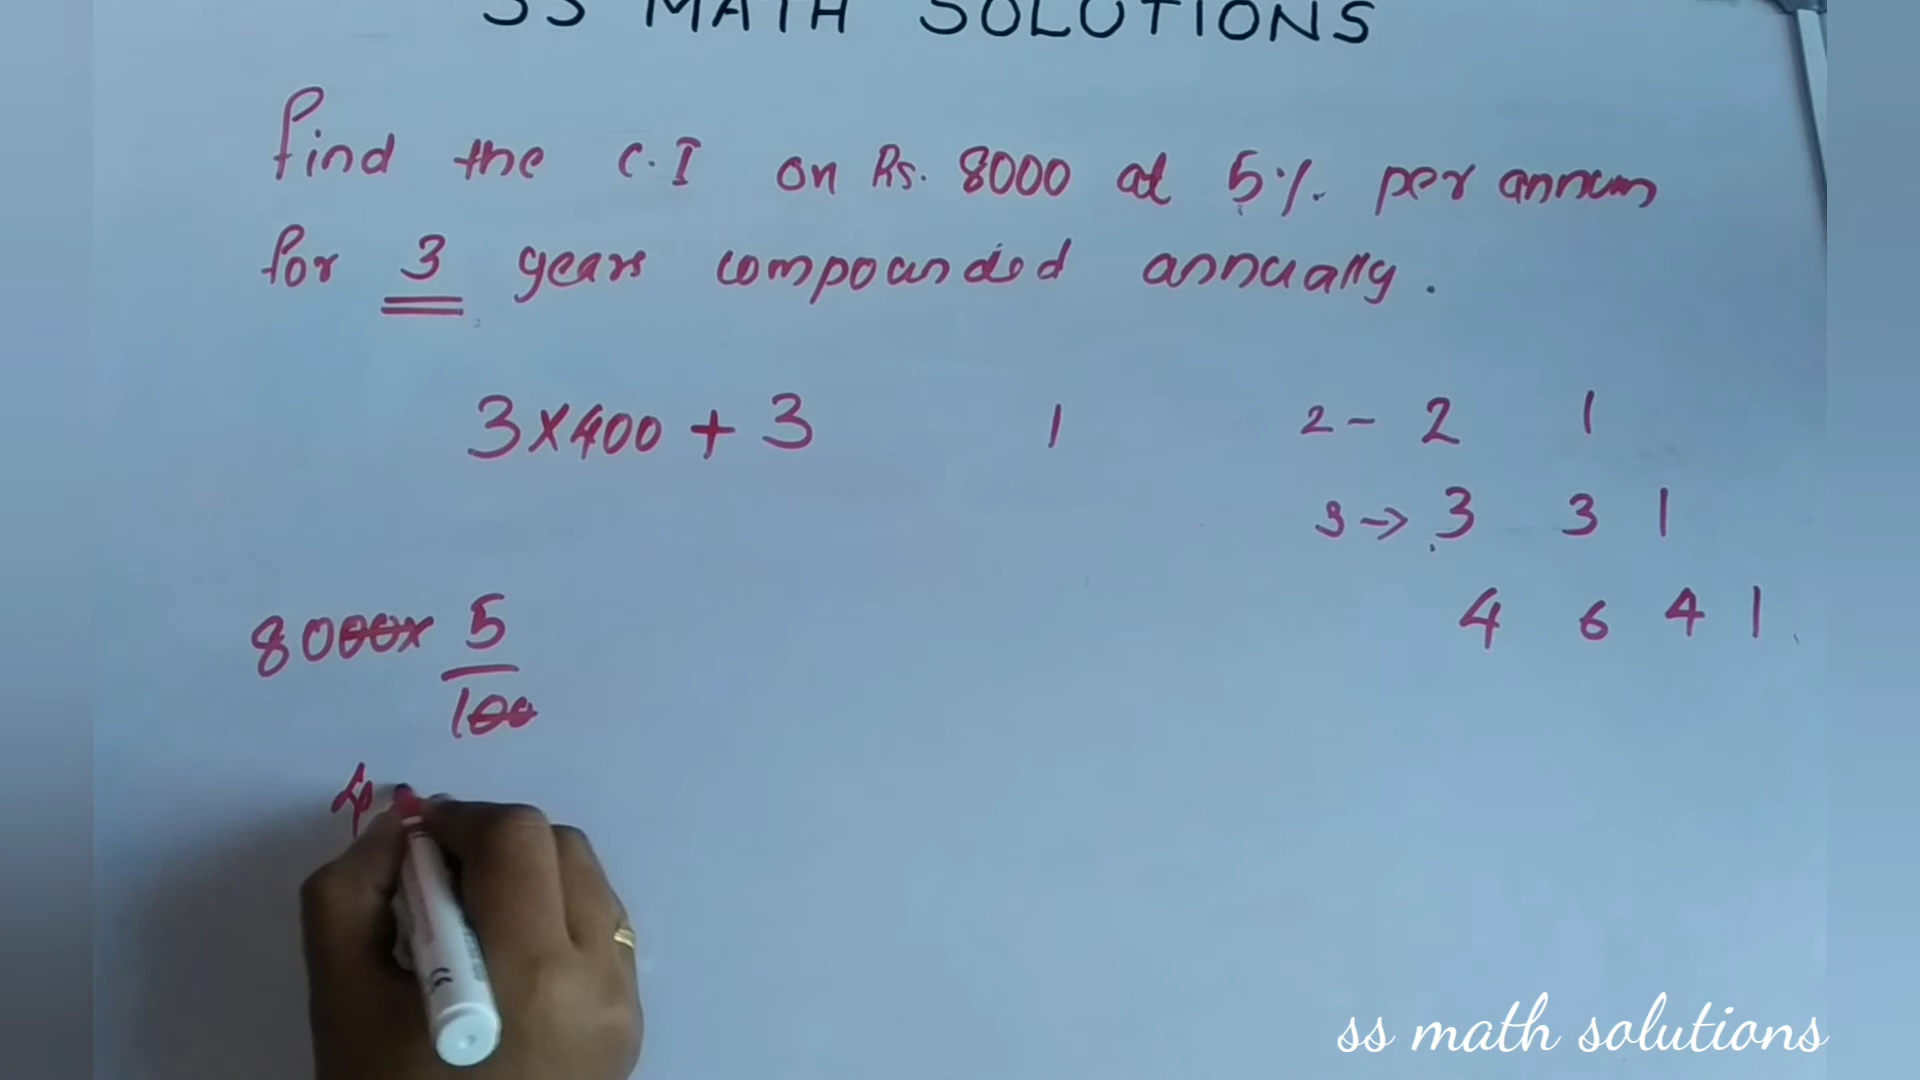 SS MATH SOLUTIONS
find the C.I on Rs. 8000 at 5% per annum
for 3 years compounded annually.
3×400 + 3 1
2 - 2 1
3 → 3 3 1
4 6 4 1
8000× 5
100
4
ss math solutions